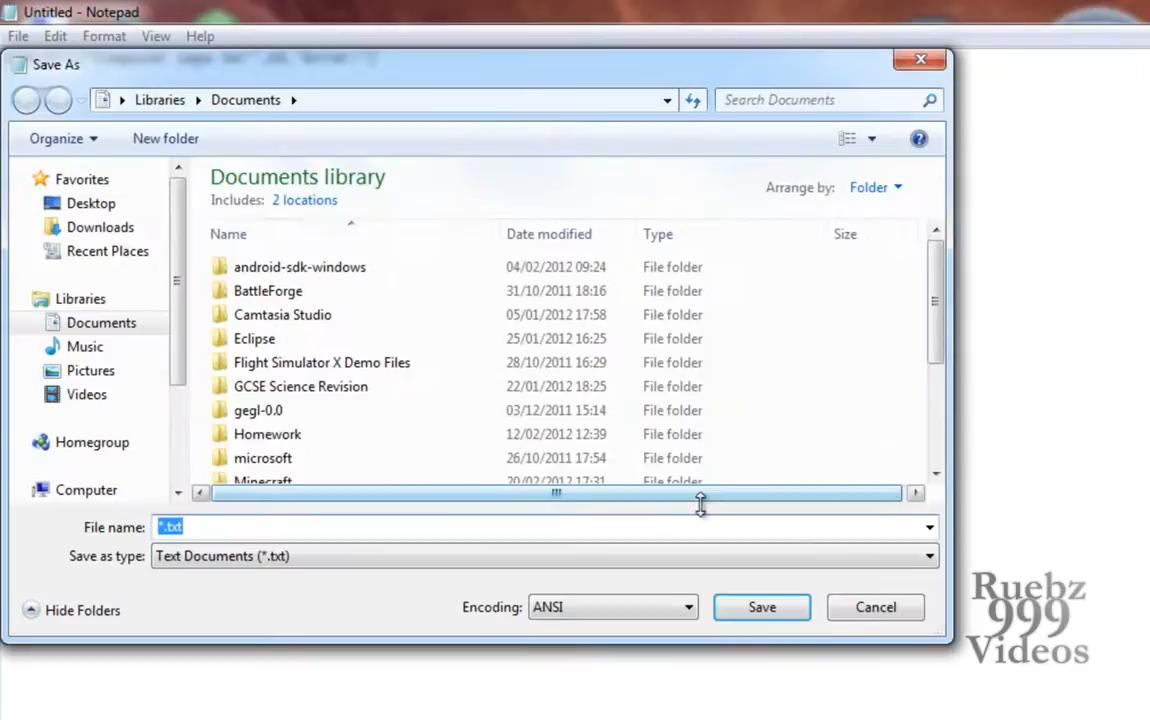 Untitled - Notepad
File Edit Format View Help
Save As
Libraries Documents Search Documents
Organize New folder
Favorites
Desktop
Downloads
Recent Places
Libraries
Documents
Music
Pictures
Videos
Homegroup
Computer
Documents library
Includes: 2 locations
Arrange by: Folder
Name Date modified Type Size
android-sdk-windows 04/02/2012 09:24 File folder
BattleForge 31/10/2011 18:16 File folder
Camtasia Studio 05/01/2012 17:58 File folder
Eclipse 25/01/2012 16:25 File folder
Flight Simulator X Demo Files 28/10/2011 16:29 File folder
GCSE Science Revision 22/01/2012 18:25 File folder
gegl-0.0 03/12/2011 15:14 File folder
Homework 12/02/2012 12:39 File folder
microsoft 26/10/2011 17:54 File folder
Minecraft 20/02/2012 17:31 File folder
File name: *.txt
Save as type: Text Documents (*.txt)
Hide Folders Encoding: ANSI Save Cancel
Ruebz
999
Videos